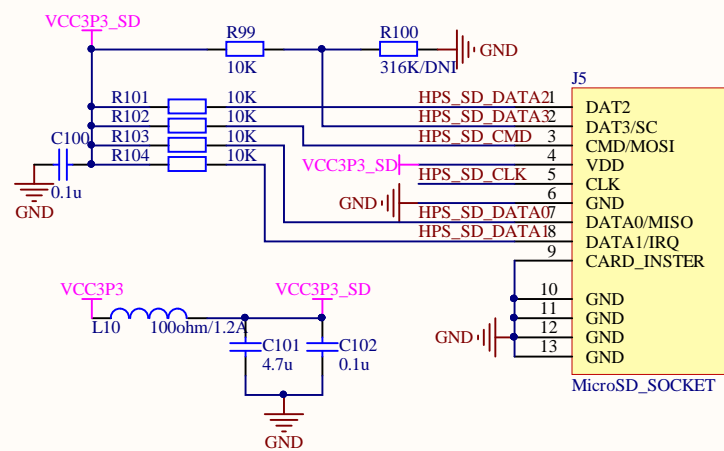 VCC3P3_SD
R99
R100
GND
10K
316K/DNI
J5
R101
10K
HPS_SD_DATA2
1
DAT2
R102
10K
HPS_SD_DATA3
2
DAT3/SC
C100
R103
10K
HPS_SD_CMD
3
CMD/MOSI
R104
10K
VCC3P3_SD
4
VDD
0.1u
HPS_SD_CLK
5
CLK
GND
GND
6
GND
HPS_SD_DATA0
7
DATA0/MISO
HPS_SD_DATA1
8
DATA1/IRQ
9
CARD_INSTER
VCC3P3
VCC3P3_SD
10
GND
11
GND
L10
100ohm/1.2A
GND
12
GND
C101
C102
13
GND
4.7u
0.1u
MicroSD_SOCKET
GND